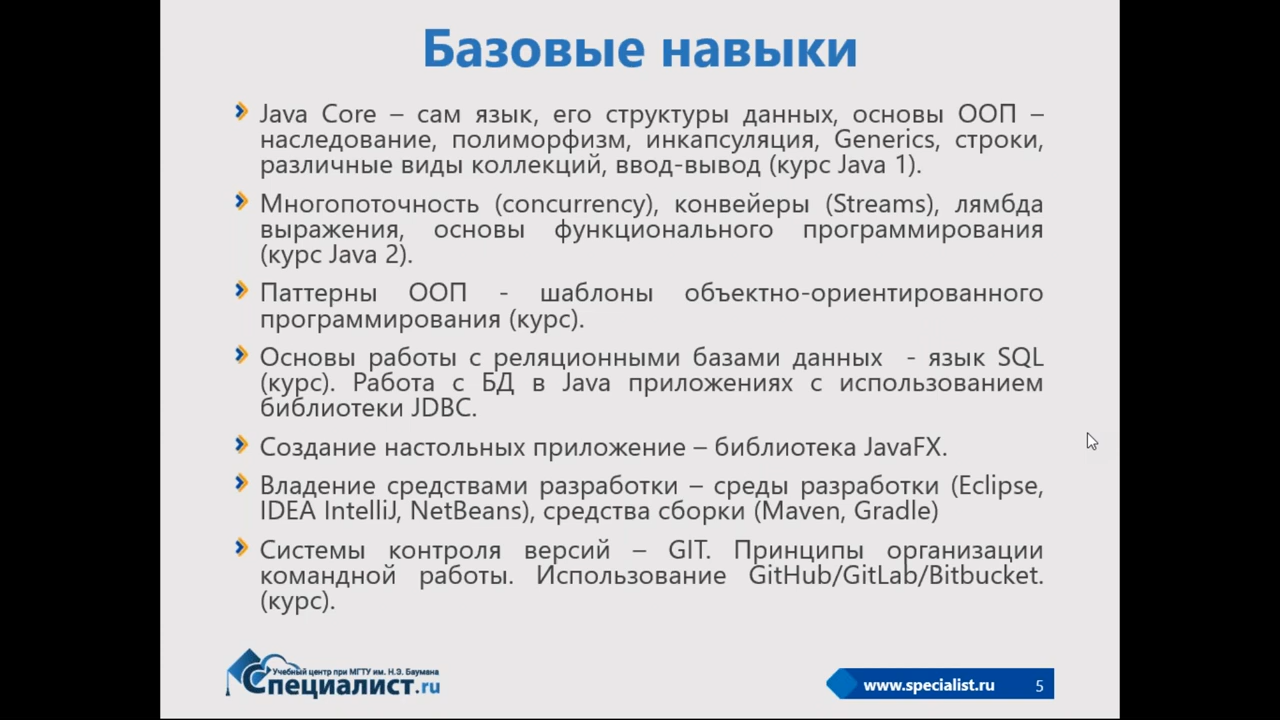 Базовые навыки
Java Core – сам язык, его структуры данных, основы ООП –
наследование, полиморфизм, инкапсуляция, Generics, строки,
различные виды коллекций, ввод-вывод (курс Java 1).
Многопоточность (concurrency), конвейеры (Streams), лямбда
выражения, основы функционального программирования
(курс Java 2).
Паттерны ООП - шаблоны объектно-ориентированного
программирования (курс).
Основы работы с реляционными базами данных - язык SQL
(курс). Работа с БД в Java приложениях с использованием
библиотеки JDBC.
Создание настольных приложение – библиотека JavaFX.
Владение средствами разработки – среды разработки (Eclipse,
IDEA IntelliJ, NetBeans), средства сборки (Maven, Gradle)
Системы контроля версий – GIT. Принципы организации
командной работы. Использование GitHub/GitLab/Bitbucket.
(курс).
Учебный центр при МГТУ им. Н.Э. Баумана
Специалист.ru
www.specialist.ru 5